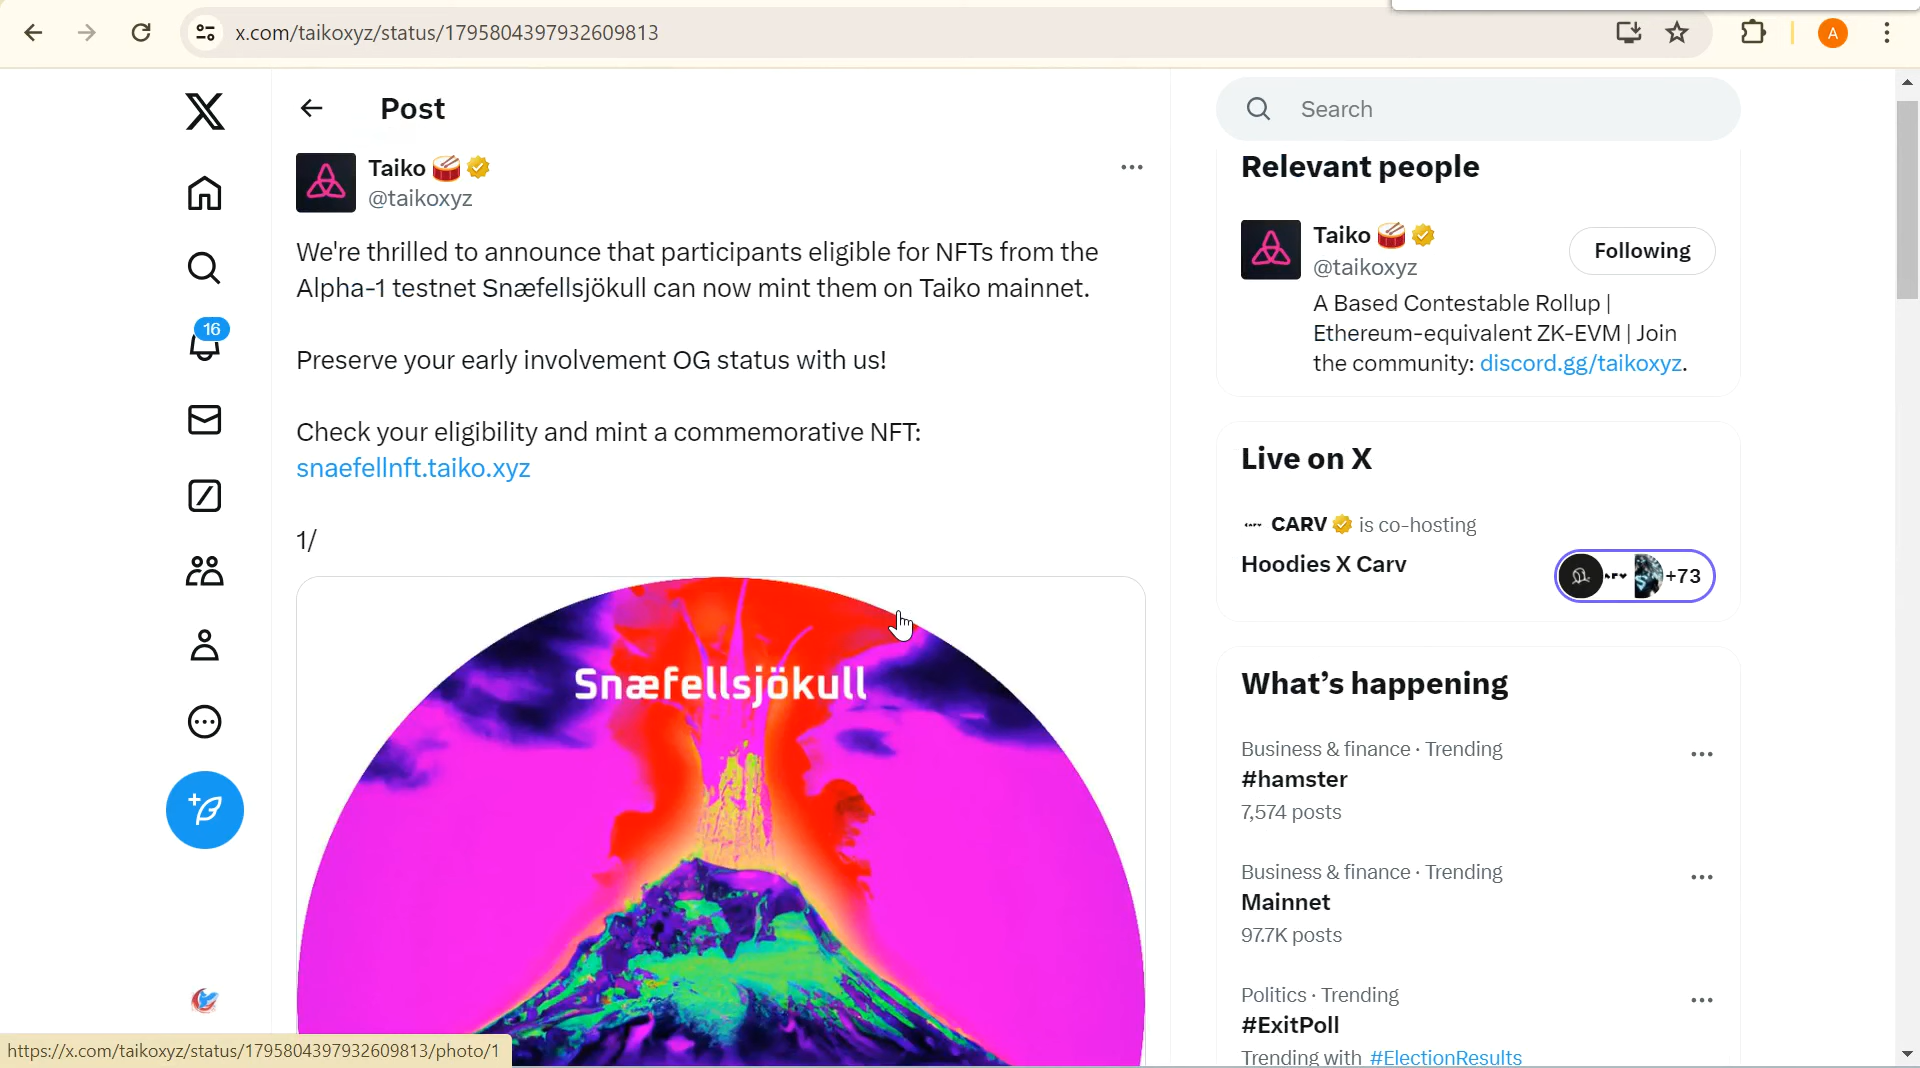 x.com/taikoxyz/status/1795804397932609813
A
Post
Search
Taiko
@taikoxyz
We're thrilled to announce that participants eligible for NFTs from the
Alpha-1 testnet Snæfellsjökull can now mint them on Taiko mainnet.
Preserve your early involvement OG status with us!
Check your eligibility and mint a commemorative NFT:
snaefellnft.taiko.xyz
1/
Snæfellsjökull
16
Relevant people
Taiko
@taikoxyz
Following
A Based Contestable Rollup |
Ethereum-equivalent ZK-EVM | Join
the community: discord.gg/taikoxyz.
Live on X
CARV is co-hosting
Hoodies X Carv
+73
What's happening
Business & finance · Trending
#hamster
7,574 posts
Business & finance · Trending
Mainnet
97.7K posts
Politics · Trending
#ExitPoll
Trending with #ElectionResults
https://x.com/taikoxyz/status/1795804397932609813/photo/1